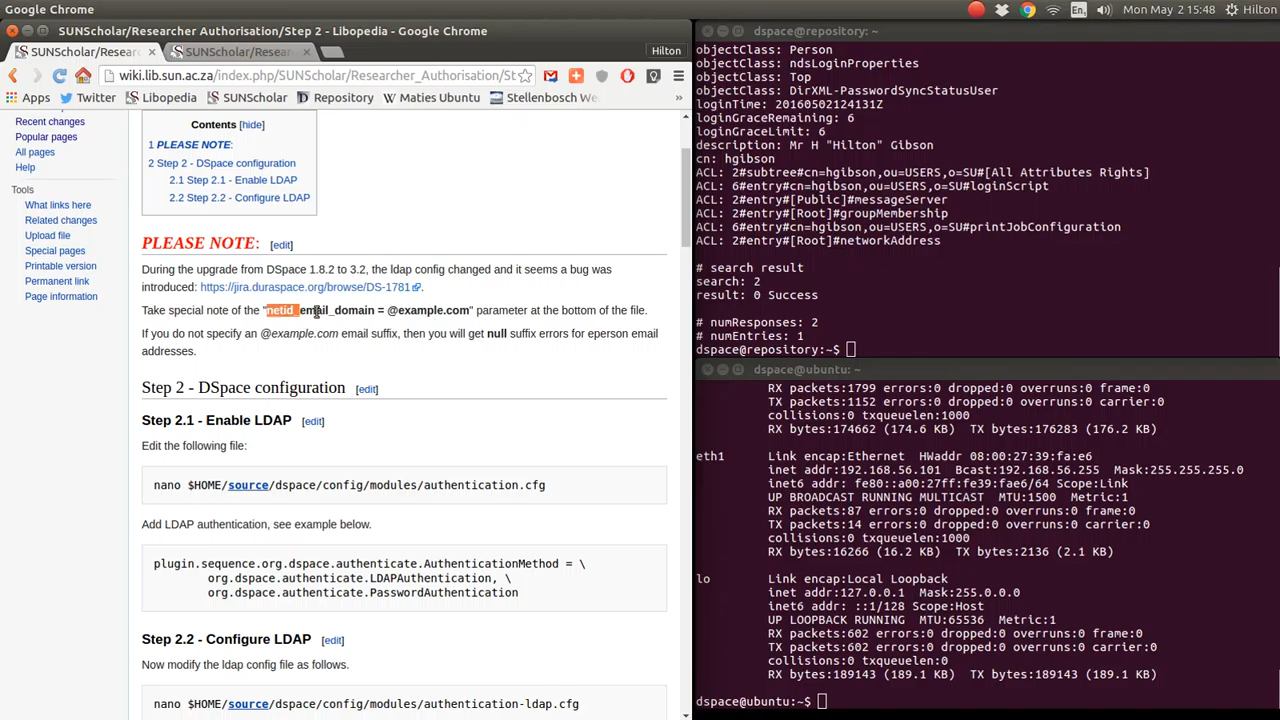 Google Chrome
En
Mon May 2 15:48
Hilton
SUNScholar/Researcher Authorisation/Step 2 - Libopedia - Google Chrome
SUNScholar/Resear
SUNScholar/Resear
Hilton
wiki.lib.sun.ac.za/index.php/SUNScholar/Researcher_Authorisation/St
Apps
Twitter
Libopedia
SUNScholar
Repository
Maties Ubuntu
Stellenbosch We
»
Recent changes
Popular pages
All pages
Help
Tools
What links here
Related changes
Upload file
Special pages
Printable version
Permanent link
Page information
Contents [hide]
1 PLEASE NOTE:
2 Step 2 - DSpace configuration
2.1 Step 2.1 - Enable LDAP
2.2 Step 2.2 - Configure LDAP
PLEASE NOTE: [edit]
During the upgrade from DSpace 1.8.2 to 3.2, the ldap config changed and it seems a bug was
introduced: https://jira.duraspace.org/browse/DS-1781.
Take special note of the "netid_email_domain = @example.com" parameter at the bottom of the file.
If you do not specify an @example.com email suffix, then you will get null suffix errors for eperson email
addresses.
Step 2 - DSpace configuration [edit]
Step 2.1 - Enable LDAP [edit]
Edit the following file:
nano $HOME/source/dspace/config/modules/authentication.cfg
Add LDAP authentication, see example below.
plugin.sequence.org.dspace.authenticate.AuthenticationMethod = \
org.dspace.authenticate.LDAPAuthentication, \
org.dspace.authenticate.PasswordAuthentication
Step 2.2 - Configure LDAP [edit]
Now modify the ldap config file as follows.
nano $HOME/source/dspace/config/modules/authentication-ldap.cfg
dspace@repository: ~
objectClass: Person
objectClass: ndsLoginProperties
objectClass: Top
objectClass: DirXML-PasswordSyncStatusUser
loginTime: 20160502124131Z
loginGraceRemaining: 6
loginGraceLimit: 6
description: Mr H "Hilton" Gibson
cn: hgibson
ACL: 2#subtree#cn=hgibson,ou=USERS,o=SU#[All Attributes Rights]
ACL: 6#entry#cn=hgibson,ou=USERS,o=SU#loginScript
ACL: 2#entry#[Public]#messageServer
ACL: 2#entry#[Root]#groupMembership
ACL: 6#entry#cn=hgibson,ou=USERS,o=SU#printJobConfiguration
ACL: 2#entry#[Root]#networkAddress
# search result
search: 2
result: 0 Success
# numResponses: 2
# numEntries: 1
dspace@repository:~$
dspace@ubuntu: ~
RX packets:1799 errors:0 dropped:0 overruns:0 frame:0
TX packets:1152 errors:0 dropped:0 overruns:0 carrier:0
collisions:0 txqueuelen:1000
RX bytes:174662 (174.6 KB)  TX bytes:176283 (176.2 KB)
eth1 Link encap:Ethernet  HWaddr 08:00:27:39:fa:e6
inet addr:192.168.56.101  Bcast:192.168.56.255  Mask:255.255.255.0
inet6 addr: fe80::a00:27ff:fe39:fae6/64 Scope:Link
UP BROADCAST RUNNING MULTICAST  MTU:1500  Metric:1
RX packets:87 errors:0 dropped:0 overruns:0 frame:0
TX packets:14 errors:0 dropped:0 overruns:0 carrier:0
collisions:0 txqueuelen:1000
RX bytes:16266 (16.2 KB)  TX bytes:2136 (2.1 KB)
lo Link encap:Local Loopback
inet addr:127.0.0.1  Mask:255.0.0.0
inet6 addr: ::1/128 Scope:Host
UP LOOPBACK RUNNING  MTU:65536  Metric:1
RX packets:602 errors:0 dropped:0 overruns:0 frame:0
TX packets:602 errors:0 dropped:0 overruns:0 carrier:0
collisions:0 txqueuelen:0
RX bytes:189143 (189.1 KB)  TX bytes:189143 (189.1 KB)
dspace@ubuntu:~$